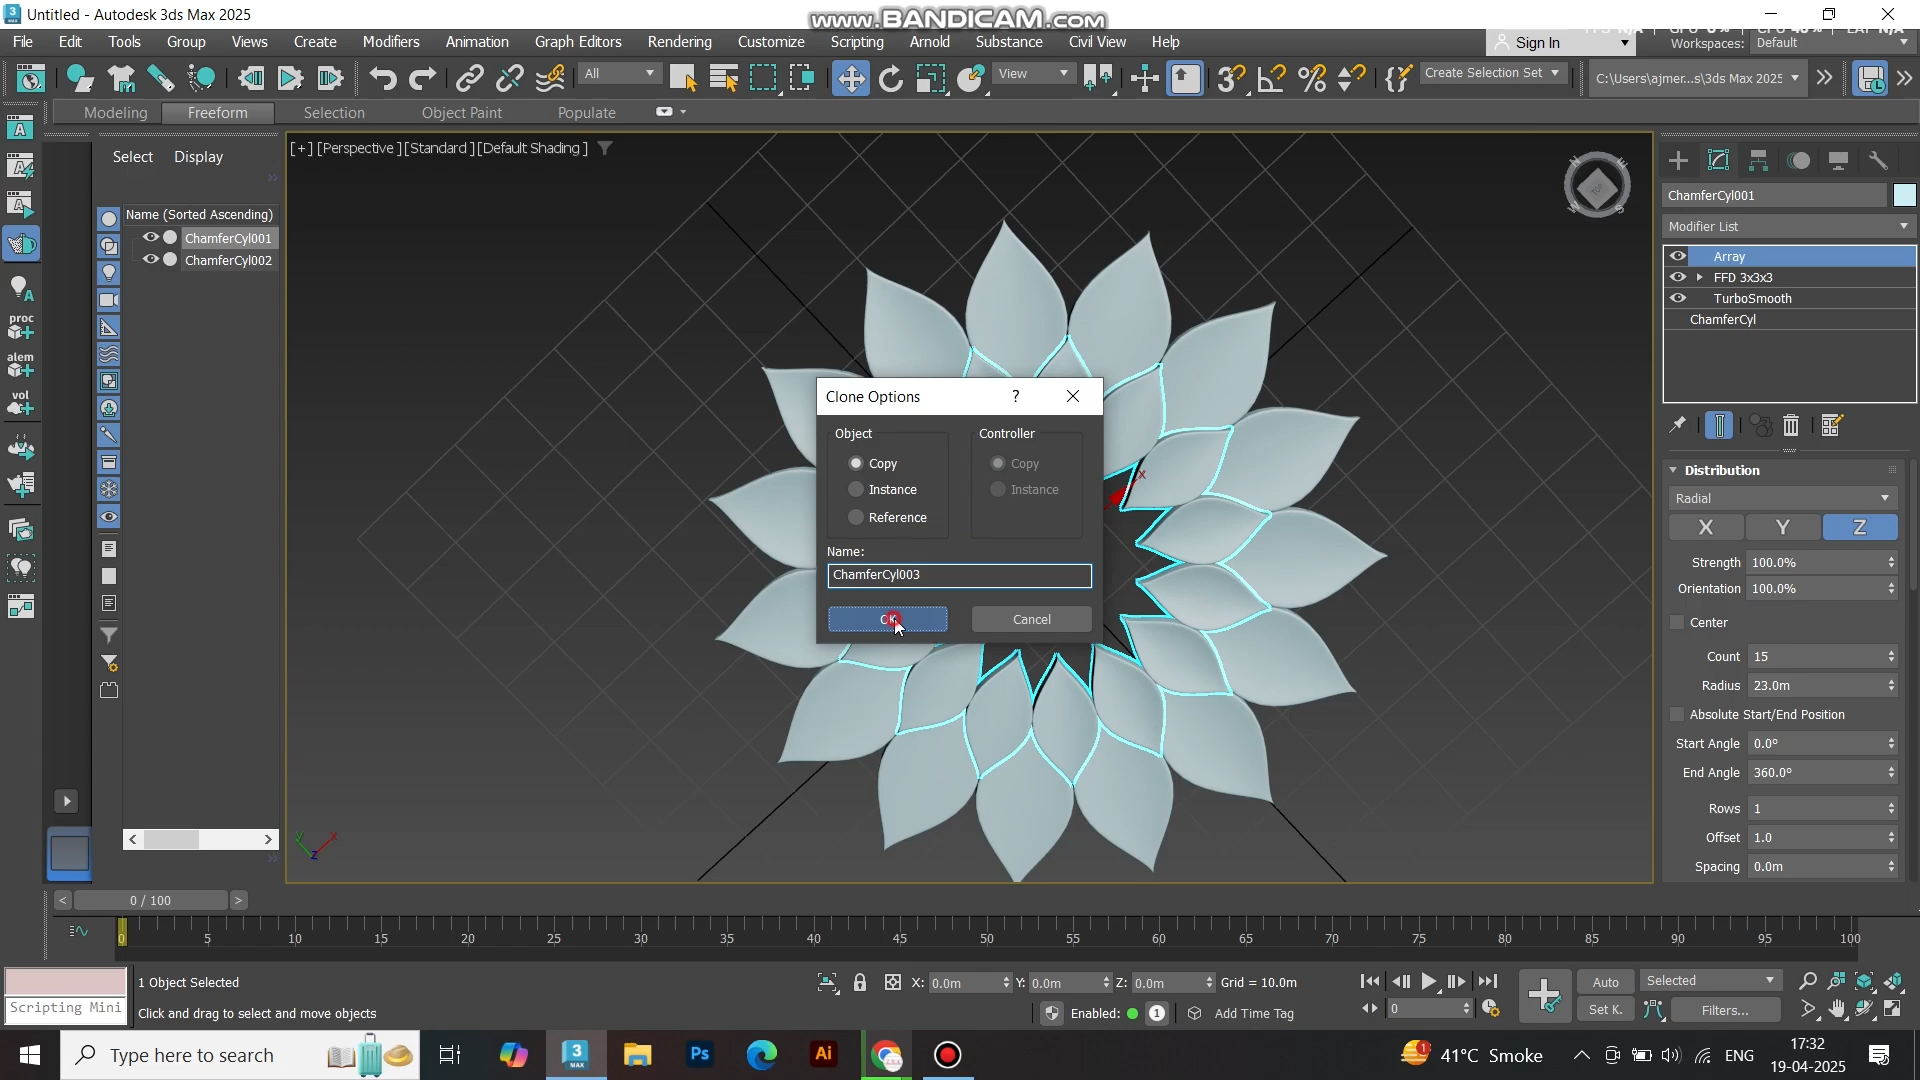 Untitled - Autodesk 3ds Max 2025
www.BANDICAM.com
File Edit Tools Group Views Create Modifiers Animation Graph Editors Rendering Customize Scripting Arnold Substance Civil View Help
Sign In
Workspaces: Default
All
View
Create Selection Set
C:\Users\ajmer...s\3ds Max 2025
Modeling Freeform Selection Object Paint Populate
[+] [Perspective] [Standard] [Default Shading]
Select Display
Name (Sorted Ascending)
ChamferCyl001
ChamferCyl002
proc
alem
vol
Clone Options
?
Object
Controller
Copy
Copy
Instance
Instance
Reference
Name:
ChamferCyl003
OK
Cancel
ChamferCyl001
Modifier List
Array
FFD 3x3x3
TurboSmooth
ChamferCyl
Distribution
Radial
X Y Z
Strength 100.0%
Orientation 100.0%
Center
Count 15
Radius 23.0m
Absolute Start/End Position
Start Angle 0.0°
End Angle 360.0°
Rows 1
Offset 1.0
Spacing 0.0m
0 / 100
0 5 10 15 20 25 30 35 40 45 50 55 60 65 70 75 80 85 90 95 100
1 Object Selected
X: 0.0m Y: 0.0m Z: 0.0m Grid = 10.0m
Auto
Selected
Scripting Mini
Click and drag to select and move objects
Enabled: 1
Add Time Tag
0
Set K.
Filters...
Type here to search
41°C Smoke
ENG
17:32
19-04-2025